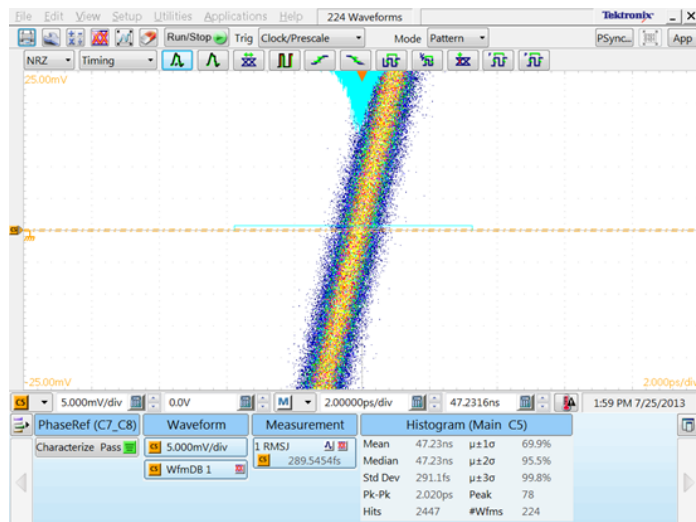 File Edit View Setup Utilities Applications Help 224 Waveforms Tektronix
Run/Stop Trig Clock/Prescale Mode Pattern PSync... App
NRZ Timing
25.00mV
C5
-25.00mV 2.000ps/div
C5 5.000mV/div 0.0V M 2.00000ps/div 47.2316ns 1:59 PM 7/25/2013
PhaseRef (C7_C8) Waveform Measurement Histogram (Main C5)
Characterize Pass C5 5.000mV/div 1 RMSJ Mean 47.23ns µ±1σ 69.9%
C5 289.5454fs Median 47.23ns µ±2σ 95.5%
C5 WfmDB 1 Std Dev 291.1fs µ±3σ 99.8%
Pk-Pk 2.020ps Peak 78
Hits 2447 #Wfms 224